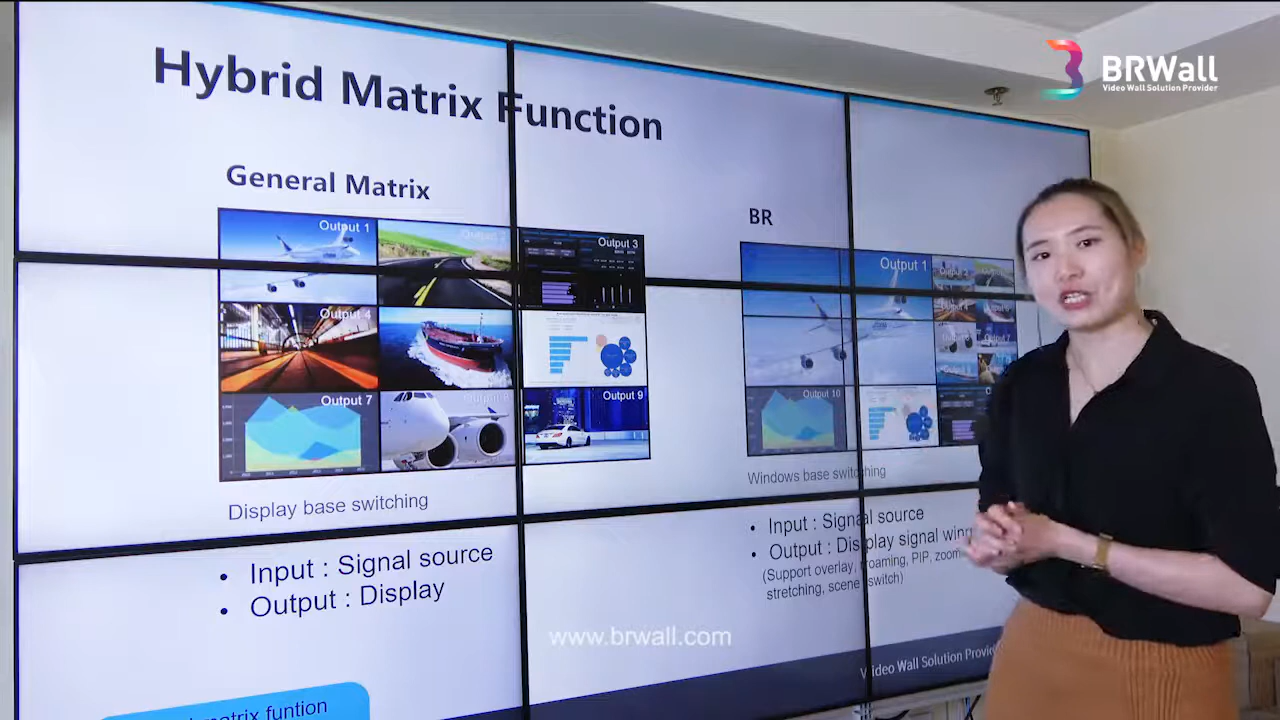 BRWall
Video Wall Solution Provider
Hybrid Matrix Function
General Matrix
Output 1
Output 3
Output 4
Output 7
Output 9
Display base switching
• Input : Signal source
• Output : Display
BR
Output 1
Output 10
Windows base switching
• Input : Signal source
• Output : Display signal
(Support overlay, roaming, PIP, zoom
stretching, scene switch)
www.brwall.com
Video Wall Solution
matrix funtion